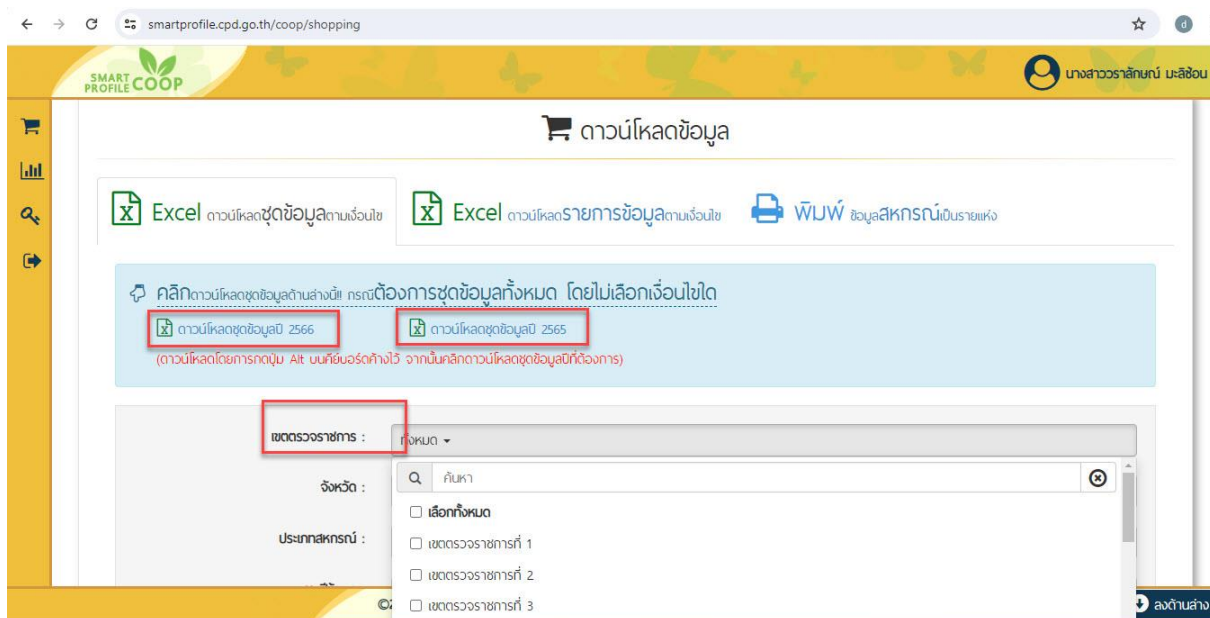 smartprofile.cpd.go.th/coop/shopping
d
SMART PROFILE COOP
นางสาววราลักษณ์ มะลิซ้อน
ดาวน์โหลดข้อมูล
Excel ดาวน์โหลดชุดข้อมูลตามเงื่อนไข
Excel ดาวน์โหลดรายการข้อมูลตามเงื่อนไข
พิมพ์ ข้อมูลสหกรณ์เป็นรายแห่ง
คลิกดาวน์โหลดชุดข้อมูลด้านล่างนี้!! กรณีต้องการชุดข้อมูลทั้งหมด โดยไม่เลือกเงื่อนไขใด
ดาวน์โหลดชุดข้อมูลปี 2566
ดาวน์โหลดชุดข้อมูลปี 2565
(ดาวน์โหลดโดยการกดปุ่ม Alt บนคีย์บอร์ดค้างไว้ จากนั้นคลิกดาวน์โหลดชุดข้อมูลปีที่ต้องการ)
เขตตรวจราชการ :
ทั้งหมด
จังหวัด :
ค้นหา
เลือกทั้งหมด
ประเภทสหกรณ์ :
เขตตรวจราชการที่ 1
เขตตรวจราชการที่ 2
เขตตรวจราชการที่ 3
ลงด้านล่าง